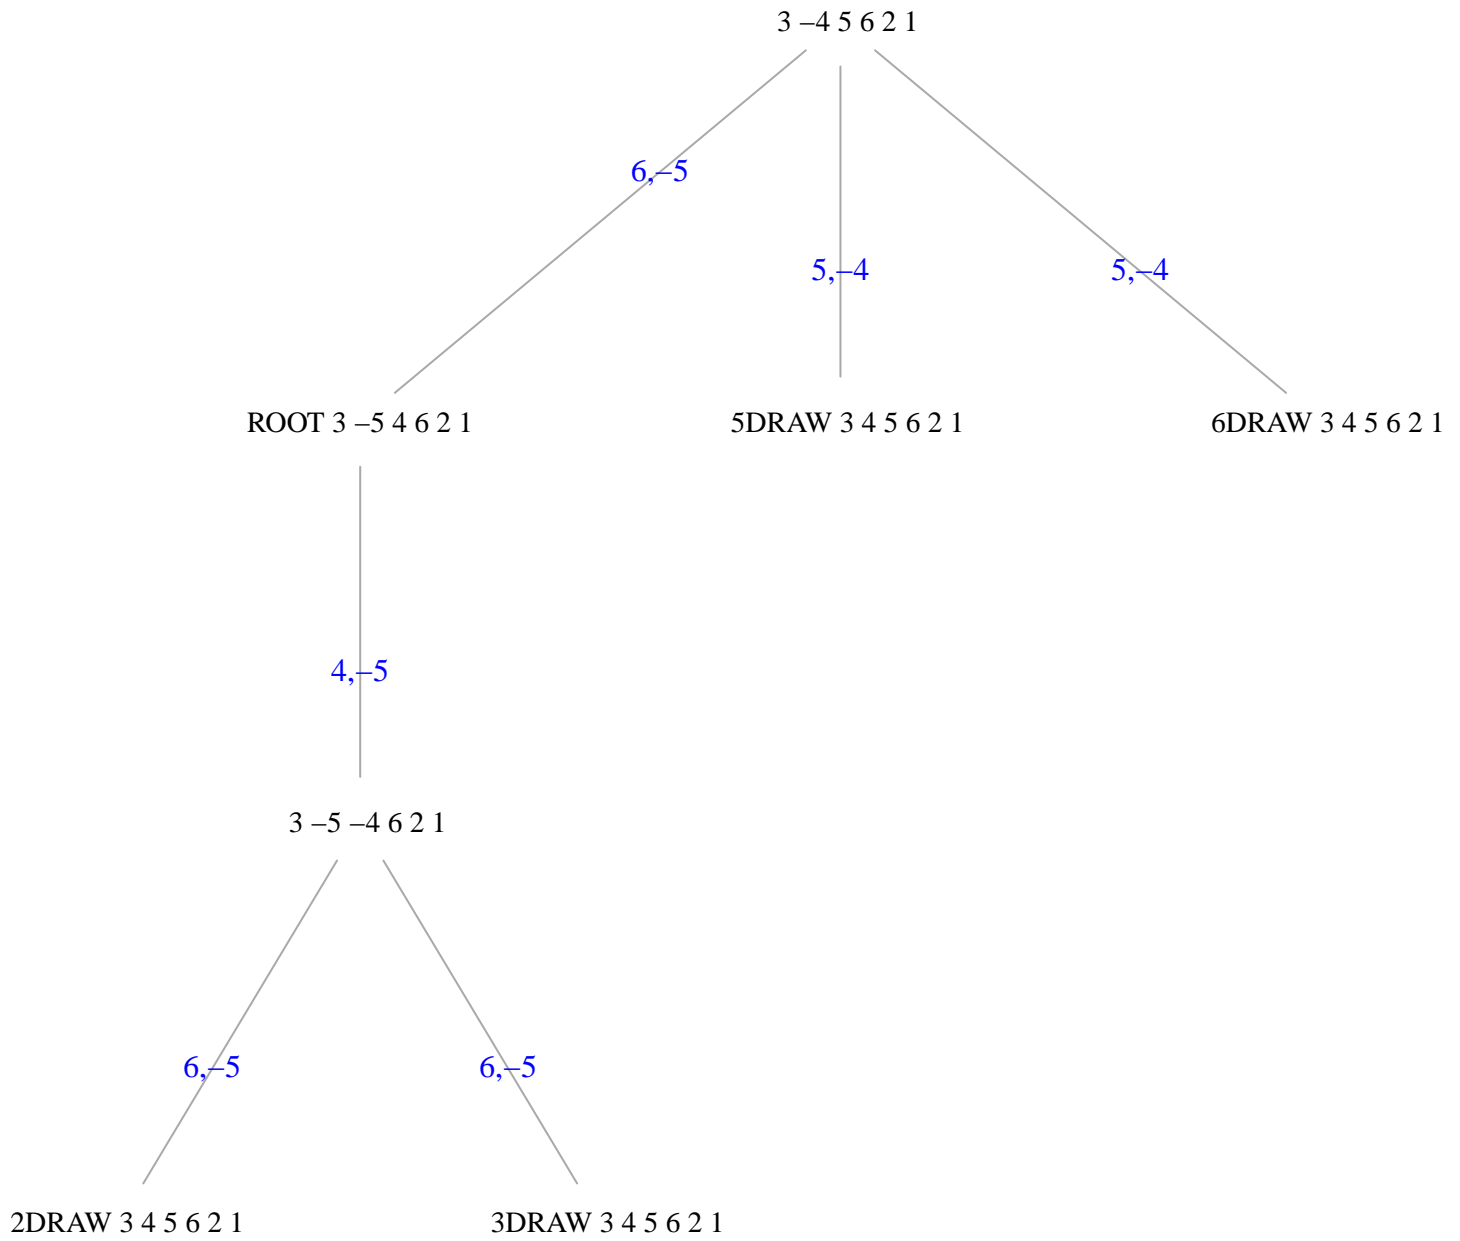 3 –4 5 6 2 1
6,–5
5,–4
5,–4
ROOT 3 –5 4 6 2 1
5DRAW 3 4 5 6 2 1
6DRAW 3 4 5 6 2 1
4,–5
3 –5 –4 6 2 1
6,–5
6,–5
2DRAW 3 4 5 6 2 1
3DRAW 3 4 5 6 2 1